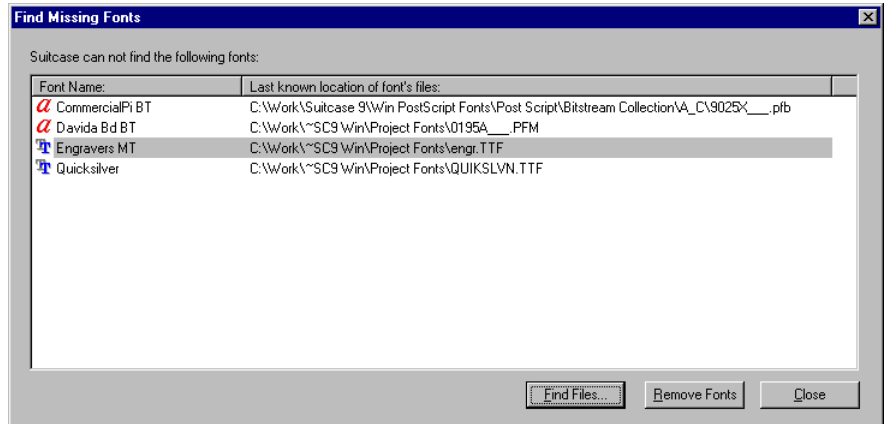 Find Missing Fonts
Suitcase can not find the following fonts:
Font Name: Last known location of font's files:
CommercialPi BT C:\Work\Suitcase 9\Win PostScript Fonts\Post Script\Bitstream Collection\A_C\9025X___.pfb
Davida Bd BT C:\Work\~SC9 Win\Project Fonts\0195A___.PFM
Engravers MT C:\Work\~SC9 Win\Project Fonts\engr.TTF
Quicksilver C:\Work\~SC9 Win\Project Fonts\QUIKSLVN.TTF
Find Files... Remove Fonts Close